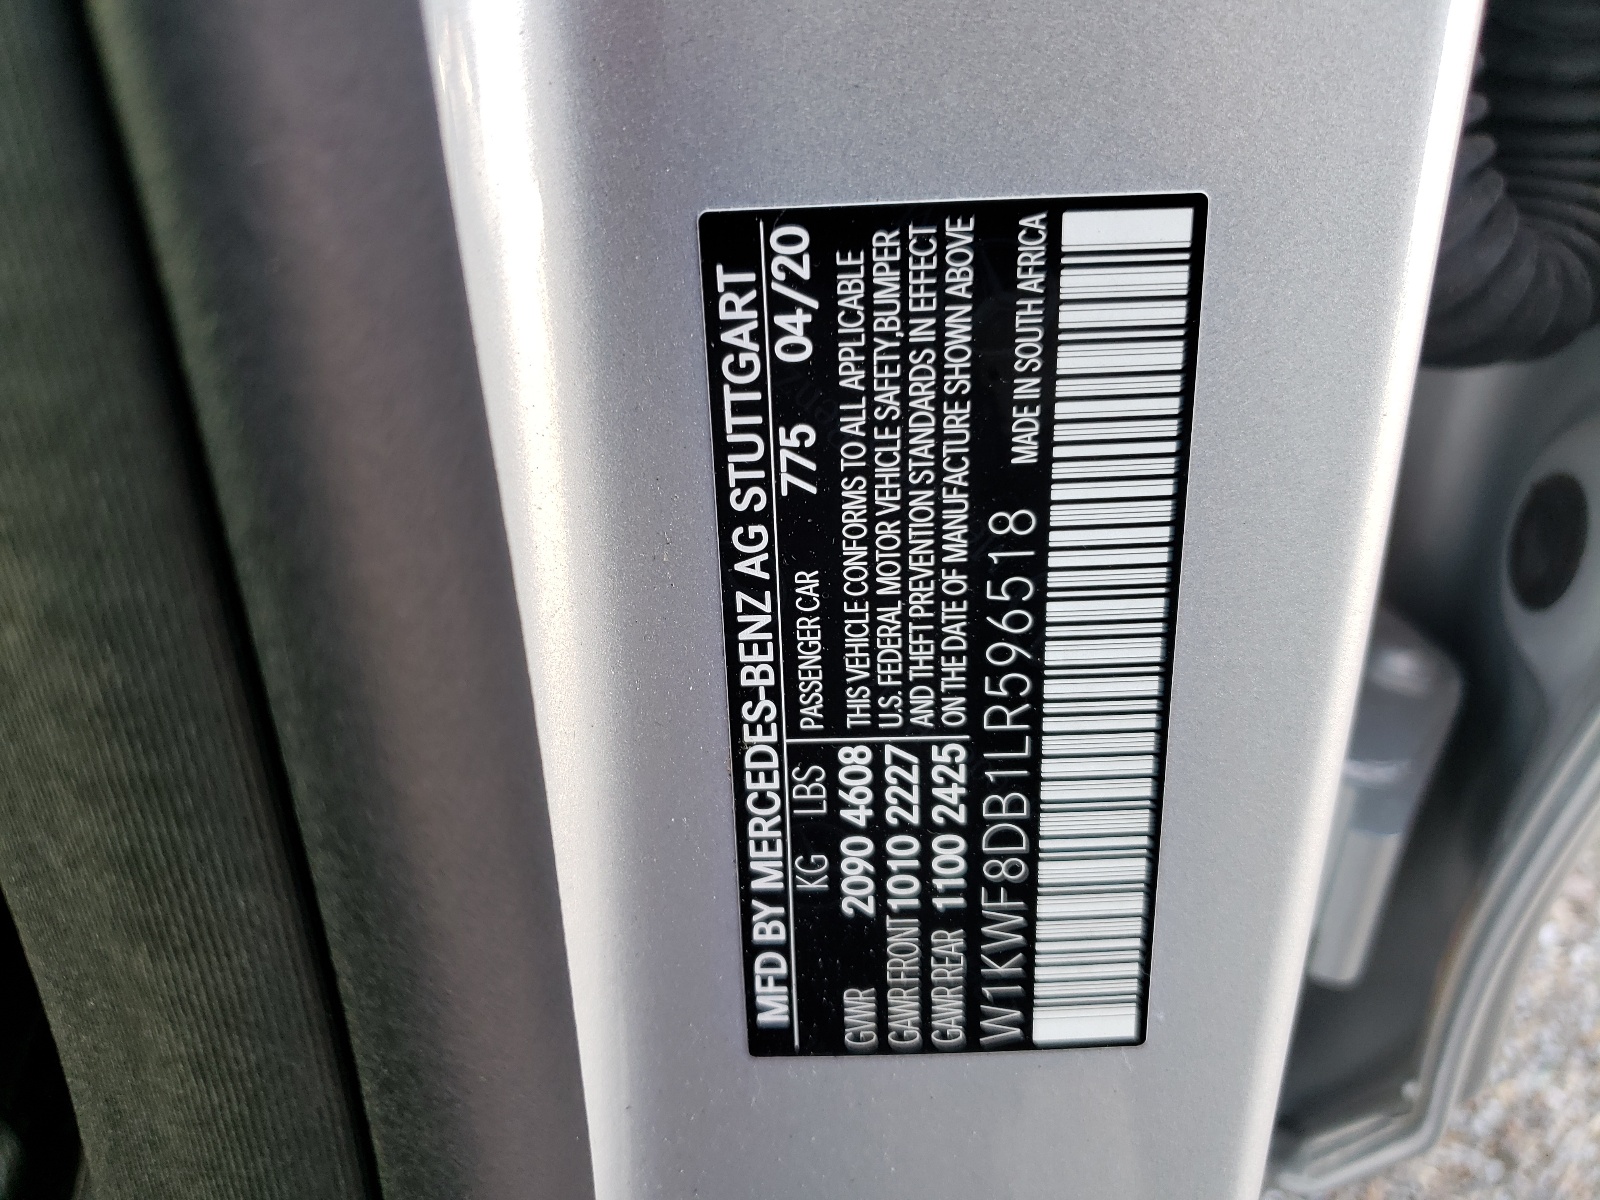 MFD BY MERCEDES-BENZ AG STUTTGART
KG LBS PASSENGER CAR 775 04/20
GVWR 2090 4608 THIS VEHICLE CONFORMS TO ALL APPLICABLE
GAWR FRONT 1010 2227 U.S. FEDERAL MOTOR VEHICLE SAFETY,BUMPER
GAWR REAR 1100 2425 AND THEFT PREVENTION STANDARDS IN EFFECT
ON THE DATE OF MANUFACTURE SHOWN ABOVE
W1KWF8DB1LR596518 MADE IN SOUTH AFRICA